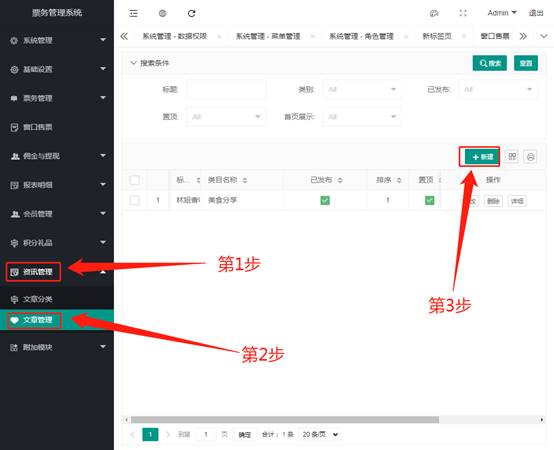 票务管理系统
Admin
退出
系统管理
系统管理 - 数据权限
系统管理 - 菜单管理
系统管理 - 角色管理
新标签页
窗口售票
基础设置
搜索条件
搜索
重置
票务管理
标题:
类别:
All
已发布:
All
窗口售票
置顶:
All
首页展示:
All
佣金与提现
新建
报表明细
标...
类目名称
已发布
排序
置顶
操作
会员管理
1
美食分享
1
删除
详细
积分礼品
资讯管理
第1步
文章分类
第3步
文章管理
附加模块
第2步
1
到第
1
页
确定
合计: 1 条
20 条/页